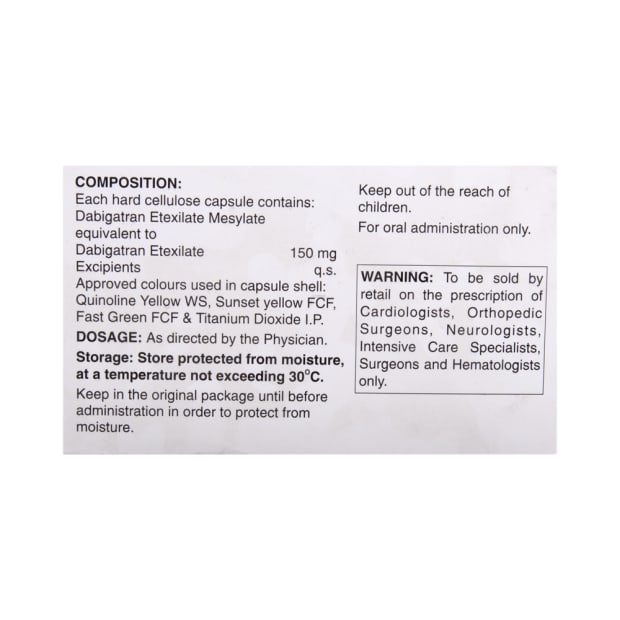 COMPOSITION:
Each hard cellulose capsule contains:
Dabigatran Etexilate Mesylate
equivalent to
Dabigatran Etexilate 150 mg
Excipients q.s.
Approved colours used in capsule shell:
Quinoline Yellow WS, Sunset yellow FCF,
Fast Green FCF & Titanium Dioxide I.P.
DOSAGE: As directed by the Physician.
Storage: Store protected from moisture,
at a temperature not exceeding 30°C.
Keep in the original package until before
administration in order to protect from
moisture.
Keep out of the reach of
children.
For oral administration only.
WARNING: To be sold by
retail on the prescription of
Cardiologists, Orthopedic
Surgeons, Neurologists,
Intensive Care Specialists,
Surgeons and Hematologists
only.